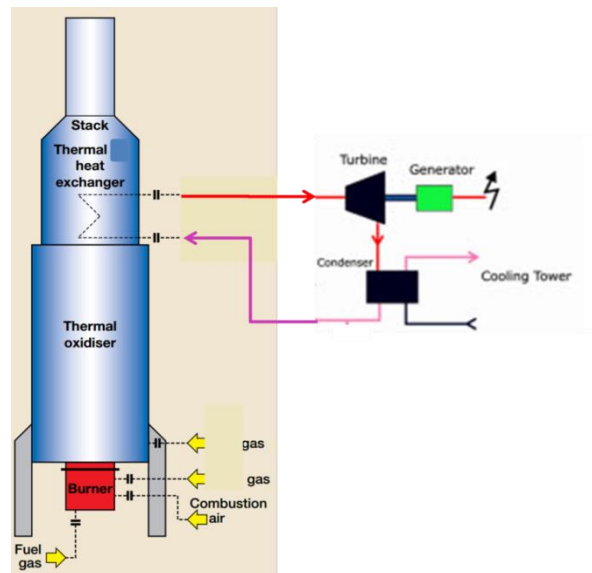 Stack
Thermal
heat
exchanger
Turbine
Generator
Condenser
Cooling Tower
Thermal
oxidiser
gas
gas
Burner
Combustion
air
Fuel
gas